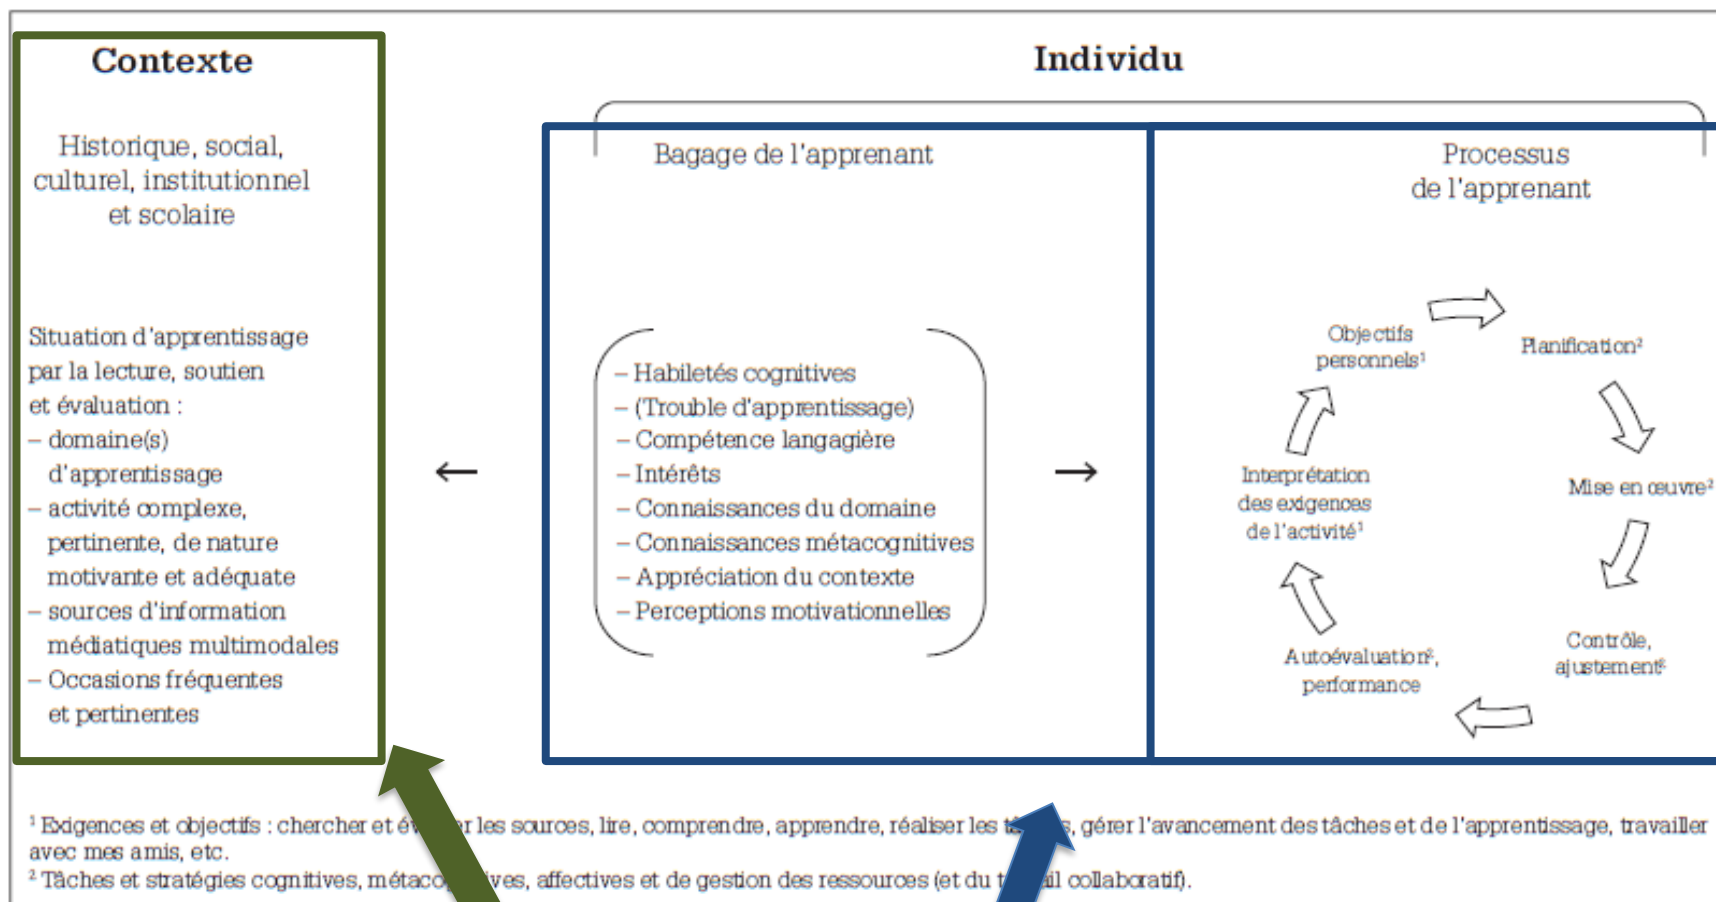 Contexte
Historique, social,
culturel, institutionnel
et scolaire
Situation d'apprentissage
par la lecture, soutien
et évaluation :
– domaine(s)
d'apprentissage
– activité complexe,
pertinente, de nature
motivante et adéquate
– sources d'information
médiatiques multimodales
– Occasions fréquentes
et pertinentes
←
Individu
Bagage de l'apprenant
– Habiletés cognitives
– (Trouble d'apprentissage)
– Compétence langagière
– Intérêts
– Connaissances du domaine
– Connaissances métacognitives
– Appréciation du contexte
– Perceptions motivationnelles
→
Processus
de l'apprenant
Objectifs
personnels¹
Planification²
Mise en œuvre²
Contrôle,
ajustement²
Autoévaluation²,
performance
Interprétation
des exigences
de l'activité¹
¹ Exigences et objectifs : chercher et les sources, lire, comprendre, apprendre, réaliser les gérer l'avancement des tâches et de l'apprentissage, travailler
avec mes amis, etc.
² Tâches et stratégies cognitives, affectives et de gestion des ressources (et du collaboratif).